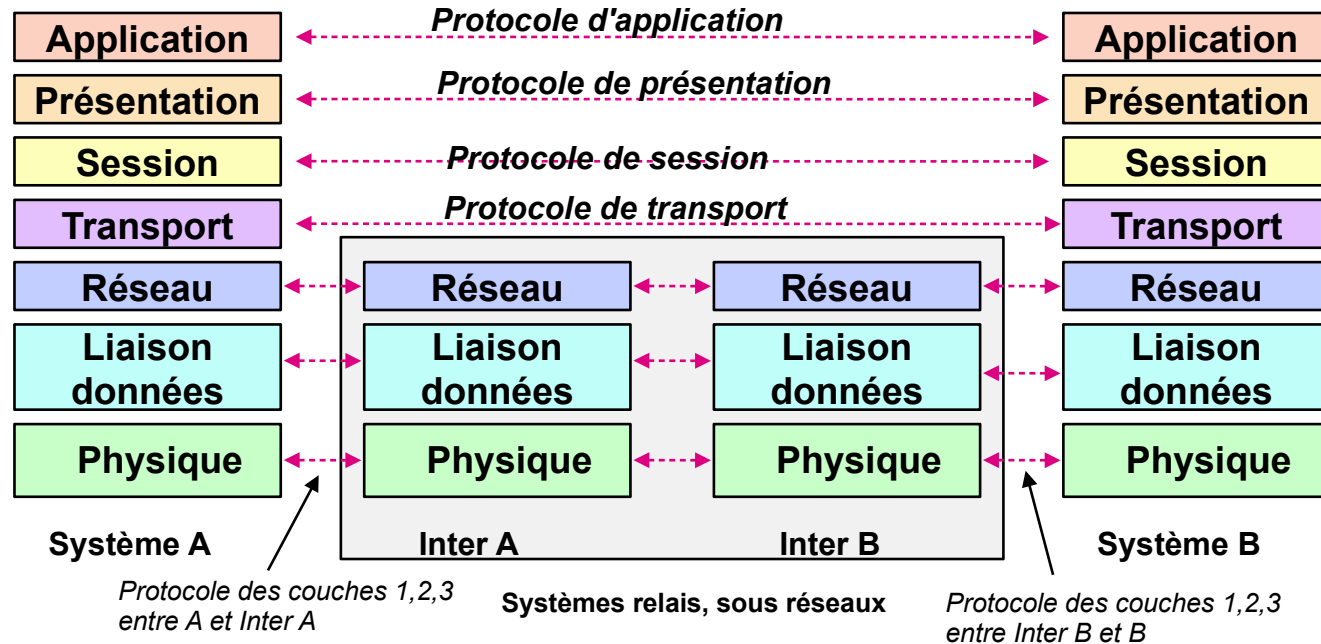 Protocole d'application
Application
Application
Protocole de présentation
Présentation
Présentation
Protocole de session
Session
Session
Protocole de transport
Transport
Transport
Réseau
Réseau
Réseau
Réseau
Liaison
données
Liaison
données
Liaison
données
Liaison
données
Physique
Physique
Physique
Physique
Système A
Inter A
Inter B
Système B
Protocole des couches 1,2,3
entre A et Inter A
Systèmes relais, sous réseaux
Protocole des couches 1,2,3
entre Inter B et B